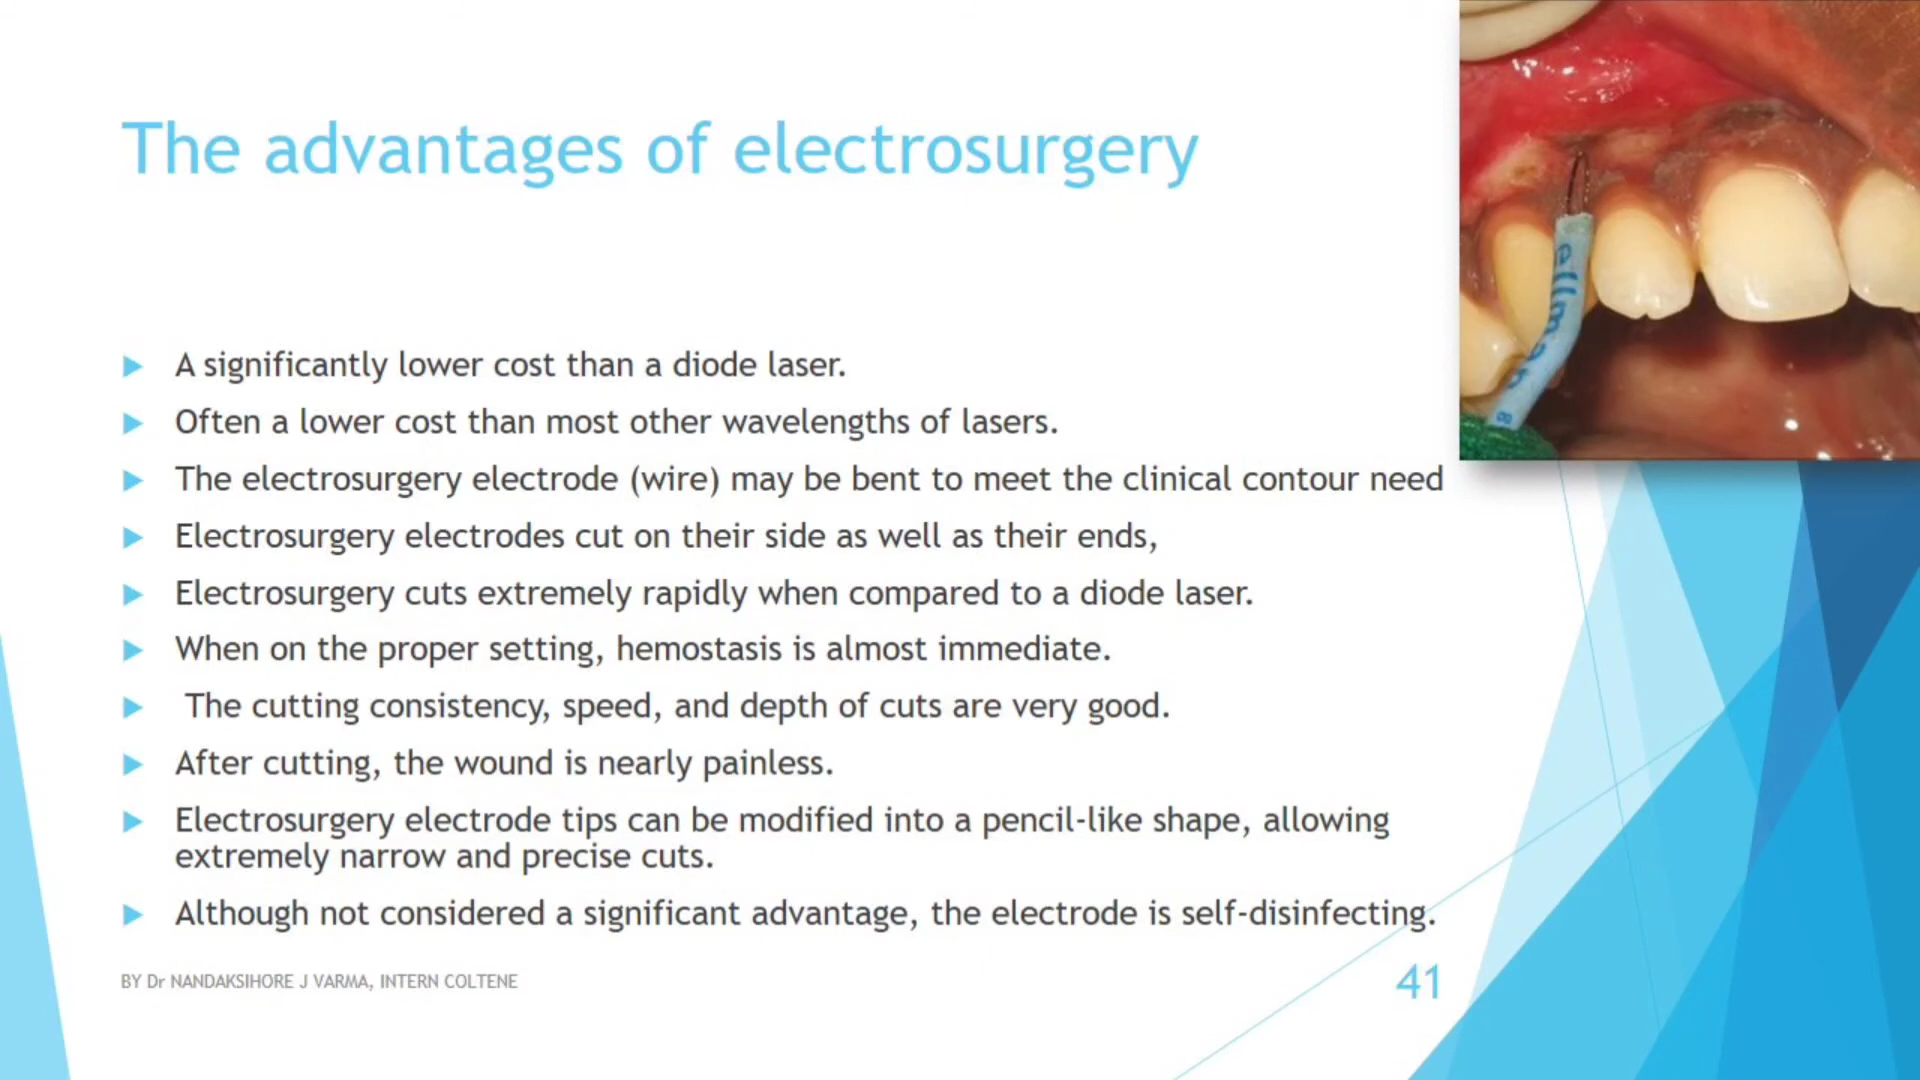 The advantages of electrosurgery
A significantly lower cost than a diode laser.
Often a lower cost than most other wavelengths of lasers.
The electrosurgery electrode (wire) may be bent to meet the clinical contour need
Electrosurgery electrodes cut on their side as well as their ends,
Electrosurgery cuts extremely rapidly when compared to a diode laser.
When on the proper setting, hemostasis is almost immediate.
The cutting consistency, speed, and depth of cuts are very good.
After cutting, the wound is nearly painless.
Electrosurgery electrode tips can be modified into a pencil-like shape, allowing
extremely narrow and precise cuts.
Although not considered a significant advantage, the electrode is self-disinfecting.
BY Dr NANDAKSIHORE J VARMA, INTERN COLTENE
41
ellman
8